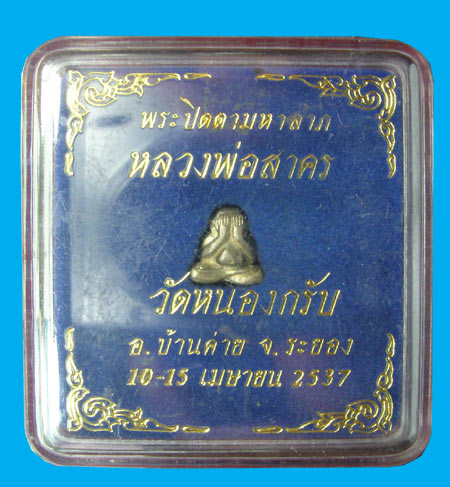 พระปิดตามหาลาภ
หลวงพ่อสาคร
วัดหนองกรับ
อ.บ้านค่าย จ.ระยอง
10-15 เมษายน 2537